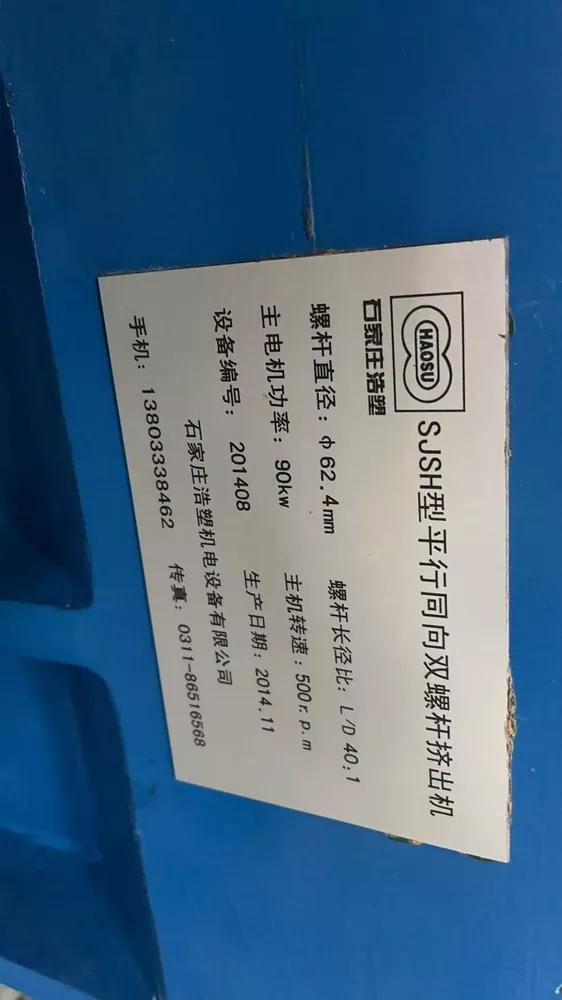 HAOSU
石家庄浩塑
SJSH型平行同向双螺杆挤出机
螺杆直径：φ62.4mm 螺杆长径比：L/D 40:1
主电机功率：90kw 主机转速：500r.p.m
设备编号：201408 生产日期：2014.11
石家庄浩塑机电设备有限公司
手机：13803338462 传真：0311-86516568